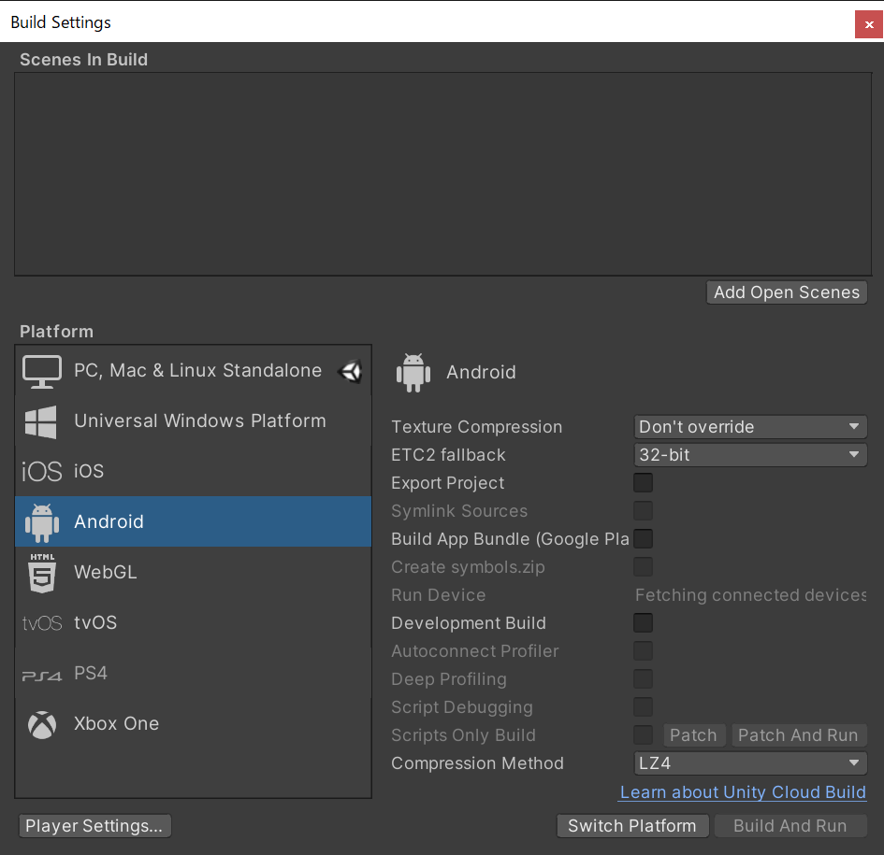 Build Settings
x
Scenes In Build
Add Open Scenes
Platform
PC, Mac & Linux Standalone
Universal Windows Platform
iOS iOS
Android
HTML
5 WebGL
tvOS tvOS
PS4 PS4
Xbox One
Android
Texture Compression Don't override
ETC2 fallback 32-bit
Export Project
Symlink Sources
Build App Bundle (Google Pla
Create symbols.zip
Run Device Fetching connected devices
Development Build
Autoconnect Profiler
Deep Profiling
Script Debugging
Scripts Only Build Patch Patch And Run
Compression Method LZ4
Learn about Unity Cloud Build
Player Settings... Switch Platform Build And Run